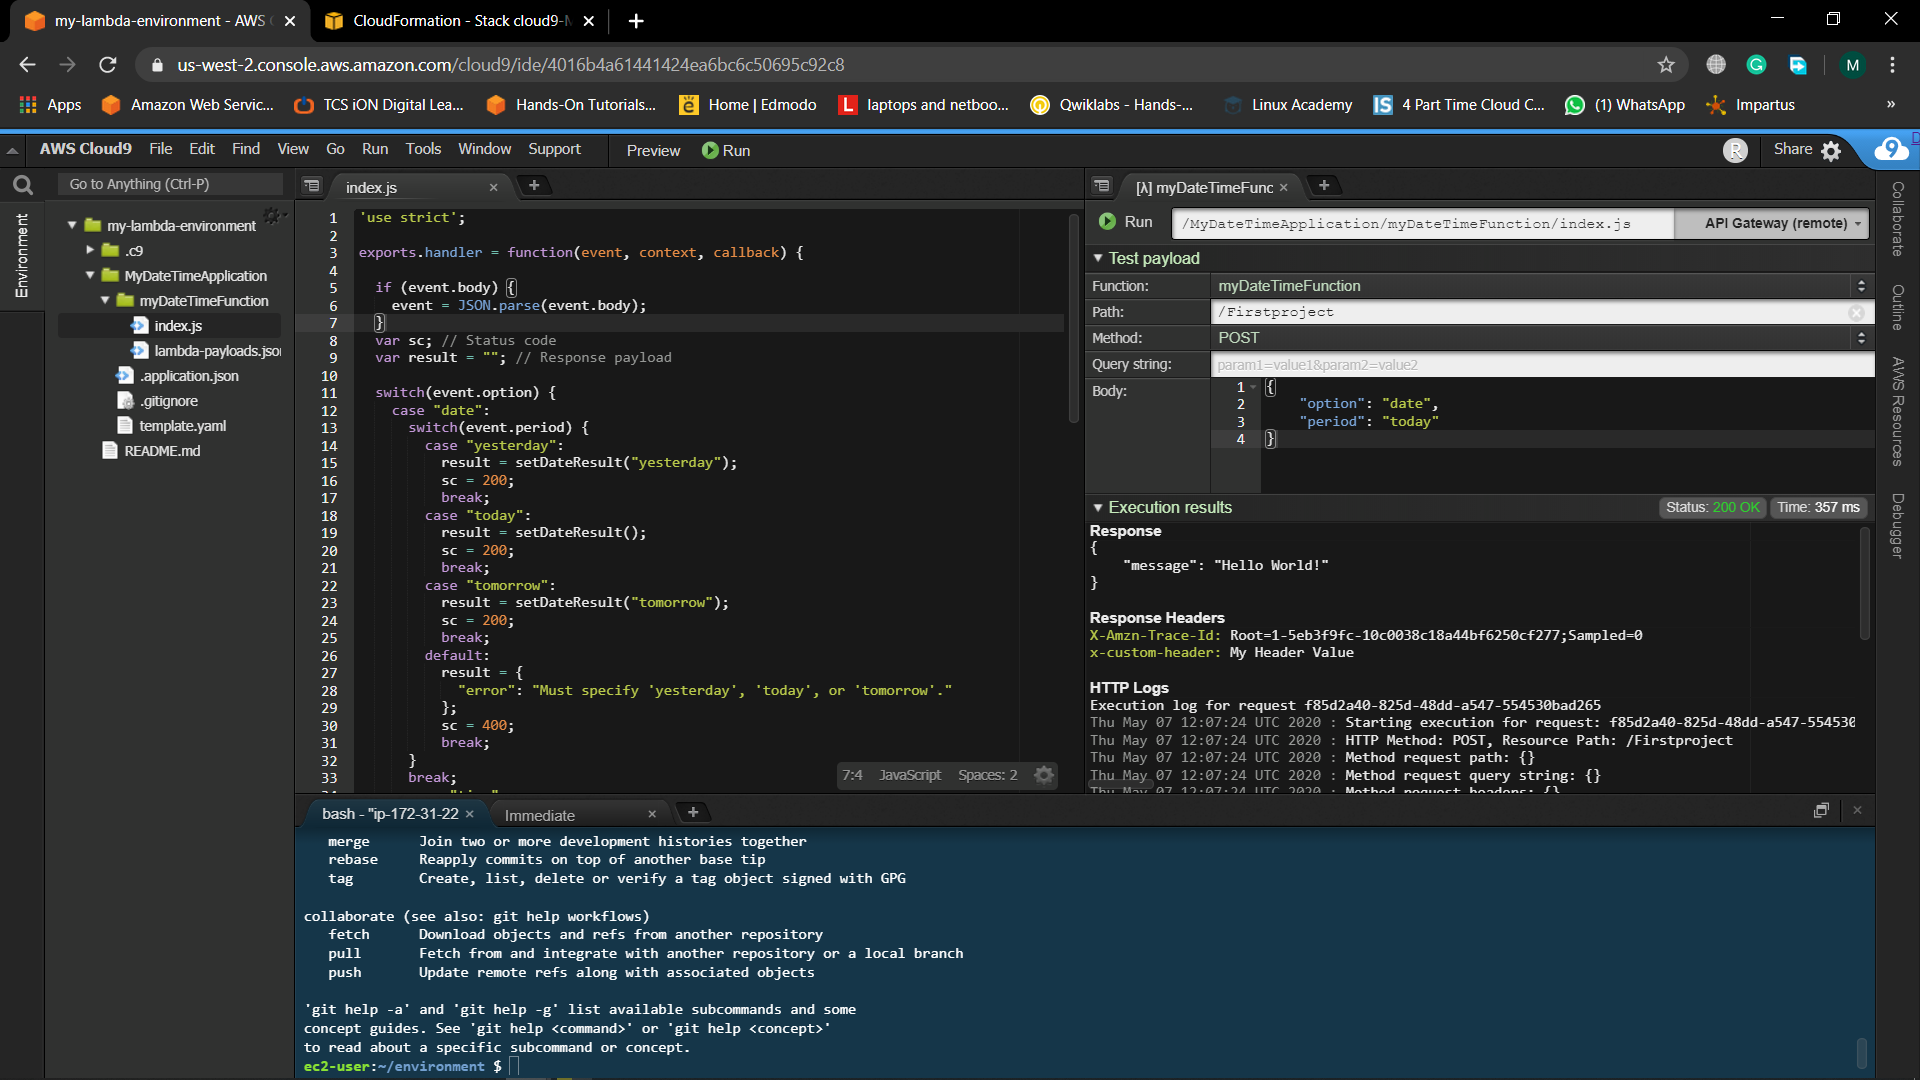 my-lambda-environment - AWS C
CloudFormation - Stack cloud9-M
us-west-2.console.aws.amazon.com/cloud9/ide/4016b4a61441424ea6bc6c50695c92c8
M
Apps
Amazon Web Servic...
TCS iON Digital Lea...
Hands-On Tutorials...
Home | Edmodo
laptops and netboo...
Qwiklabs - Hands-...
Linux Academy
4 Part Time Cloud C...
(1) WhatsApp
Impartus
»
AWS Cloud9 File Edit Find View Go Run Tools Window Support Preview Run
R
Share
9
Go to Anything (Ctrl-P)
Environment
my-lambda-environment
.c9
MyDateTimeApplication
myDateTimeFunction
index.js
lambda-payloads.json
.application.json
.gitignore
template.yaml
README.md
index.js
1 'use strict';
2
3 exports.handler = function(event, context, callback) {
4
5 if (event.body) {
6 event = JSON.parse(event.body);
7 }
8 var sc; // Status code
9 var result = ""; // Response payload
10
11 switch(event.option) {
12 case "date":
13 switch(event.period) {
14 case "yesterday":
15 result = setDateResult("yesterday");
16 sc = 200;
17 break;
18 case "today":
19 result = setDateResult();
20 sc = 200;
21 break;
22 case "tomorrow":
23 result = setDateResult("tomorrow");
24 sc = 200;
25 break;
26 default:
27 result = {
28 "error": "Must specify 'yesterday', 'today', or 'tomorrow'."
29 };
30 sc = 400;
31 break;
32 }
33 break;
7:4 JavaScript Spaces: 2
[λ] myDateTimeFunc
Run
/MyDateTimeApplication/myDateTimeFunction/index.js
API Gateway (remote)
Test payload
Function: myDateTimeFunction
Path: /Firstproject
Method: POST
Query string: param1=value1&param2=value2
Body:
1 {
2 "option": "date",
3 "period": "today"
4 }
Execution results
Status: 200 OK
Time: 357 ms
Response
{
"message": "Hello World!"
}
Response Headers
X-Amzn-Trace-Id: Root=1-5eb3f9fc-10c0038c18a44bf6250cf277;Sampled=0
x-custom-header: My Header Value
HTTP Logs
Execution log for request f85d2a40-825d-48dd-a547-554530bad265
Thu May 07 12:07:24 UTC 2020 : Starting execution for request: f85d2a40-825d-48dd-a547-554530
Thu May 07 12:07:24 UTC 2020 : HTTP Method: POST, Resource Path: /Firstproject
Thu May 07 12:07:24 UTC 2020 : Method request path: {}
Thu May 07 12:07:24 UTC 2020 : Method request query string: {}
Thu May 07 12:07:24 UTC 2020 : Method request headers: {}
Collaborate
Outline
AWS Resources
Debugger
bash - "ip-172-31-22
Immediate
merge Join two or more development histories together
rebase Reapply commits on top of another base tip
tag Create, list, delete or verify a tag object signed with GPG
collaborate (see also: git help workflows)
fetch Download objects and refs from another repository
pull Fetch from and integrate with another repository or a local branch
push Update remote refs along with associated objects
'git help -a' and 'git help -g' list available subcommands and some
concept guides. See 'git help <command>' or 'git help <concept>'
to read about a specific subcommand or concept.
ec2-user:~/environment $